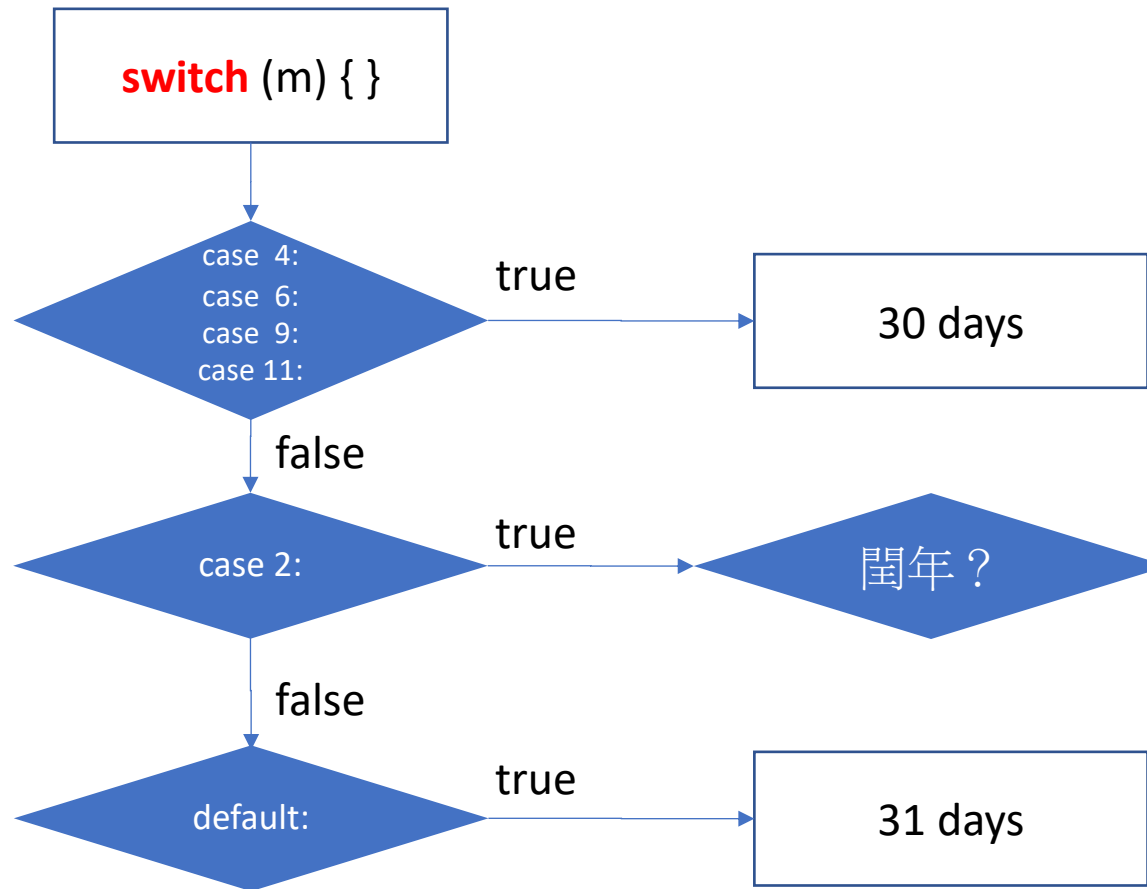 switch (m) { }
case 4:
case 6:
case 9:
case 11:
true
30 days
false
case 2:
true
閏年？
false
default:
true
31 days